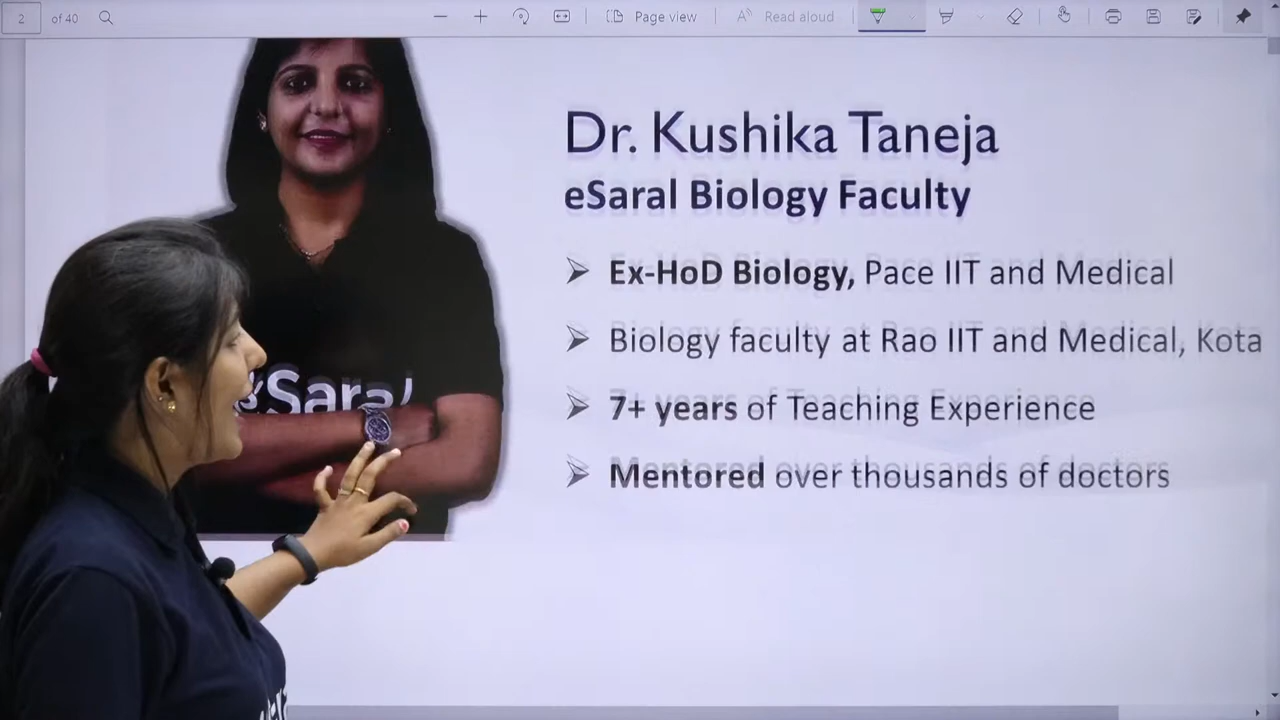 2 of 40 Page view Read aloud
Dr. Kushika Taneja
eSaral Biology Faculty
Ex-HoD Biology, Pace IIT and Medical
Biology faculty at Rao IIT and Medical, Kota
7+ years of Teaching Experience
Mentored over thousands of doctors
eSaral